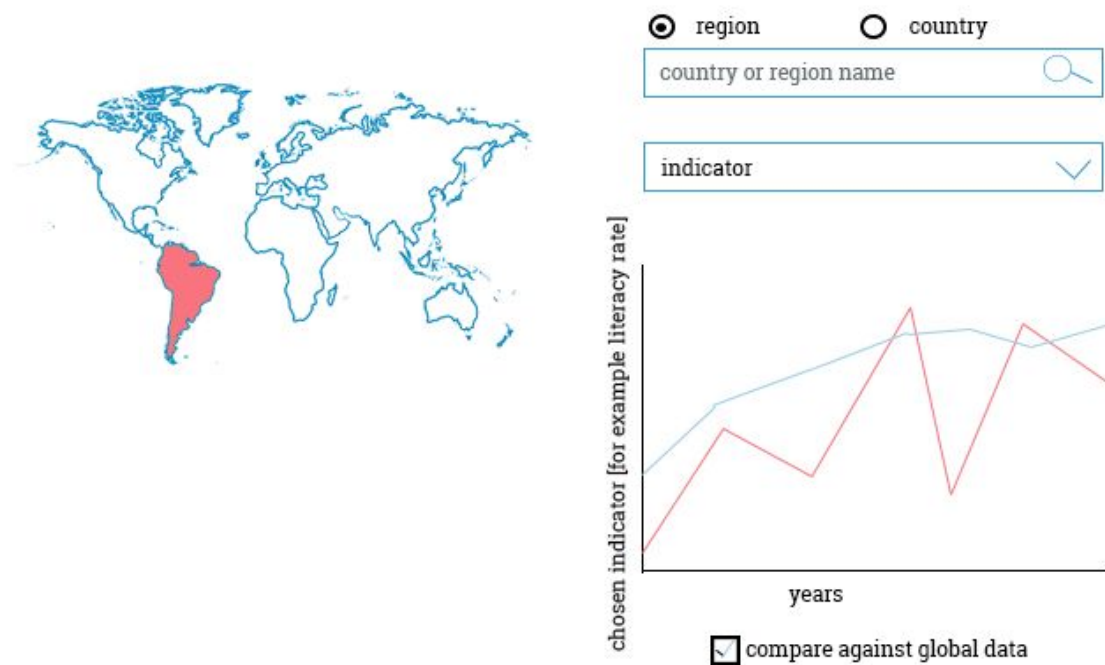 region
country
country or region name
indicator
chosen indicator [for example literacy rate]
years
compare against global data